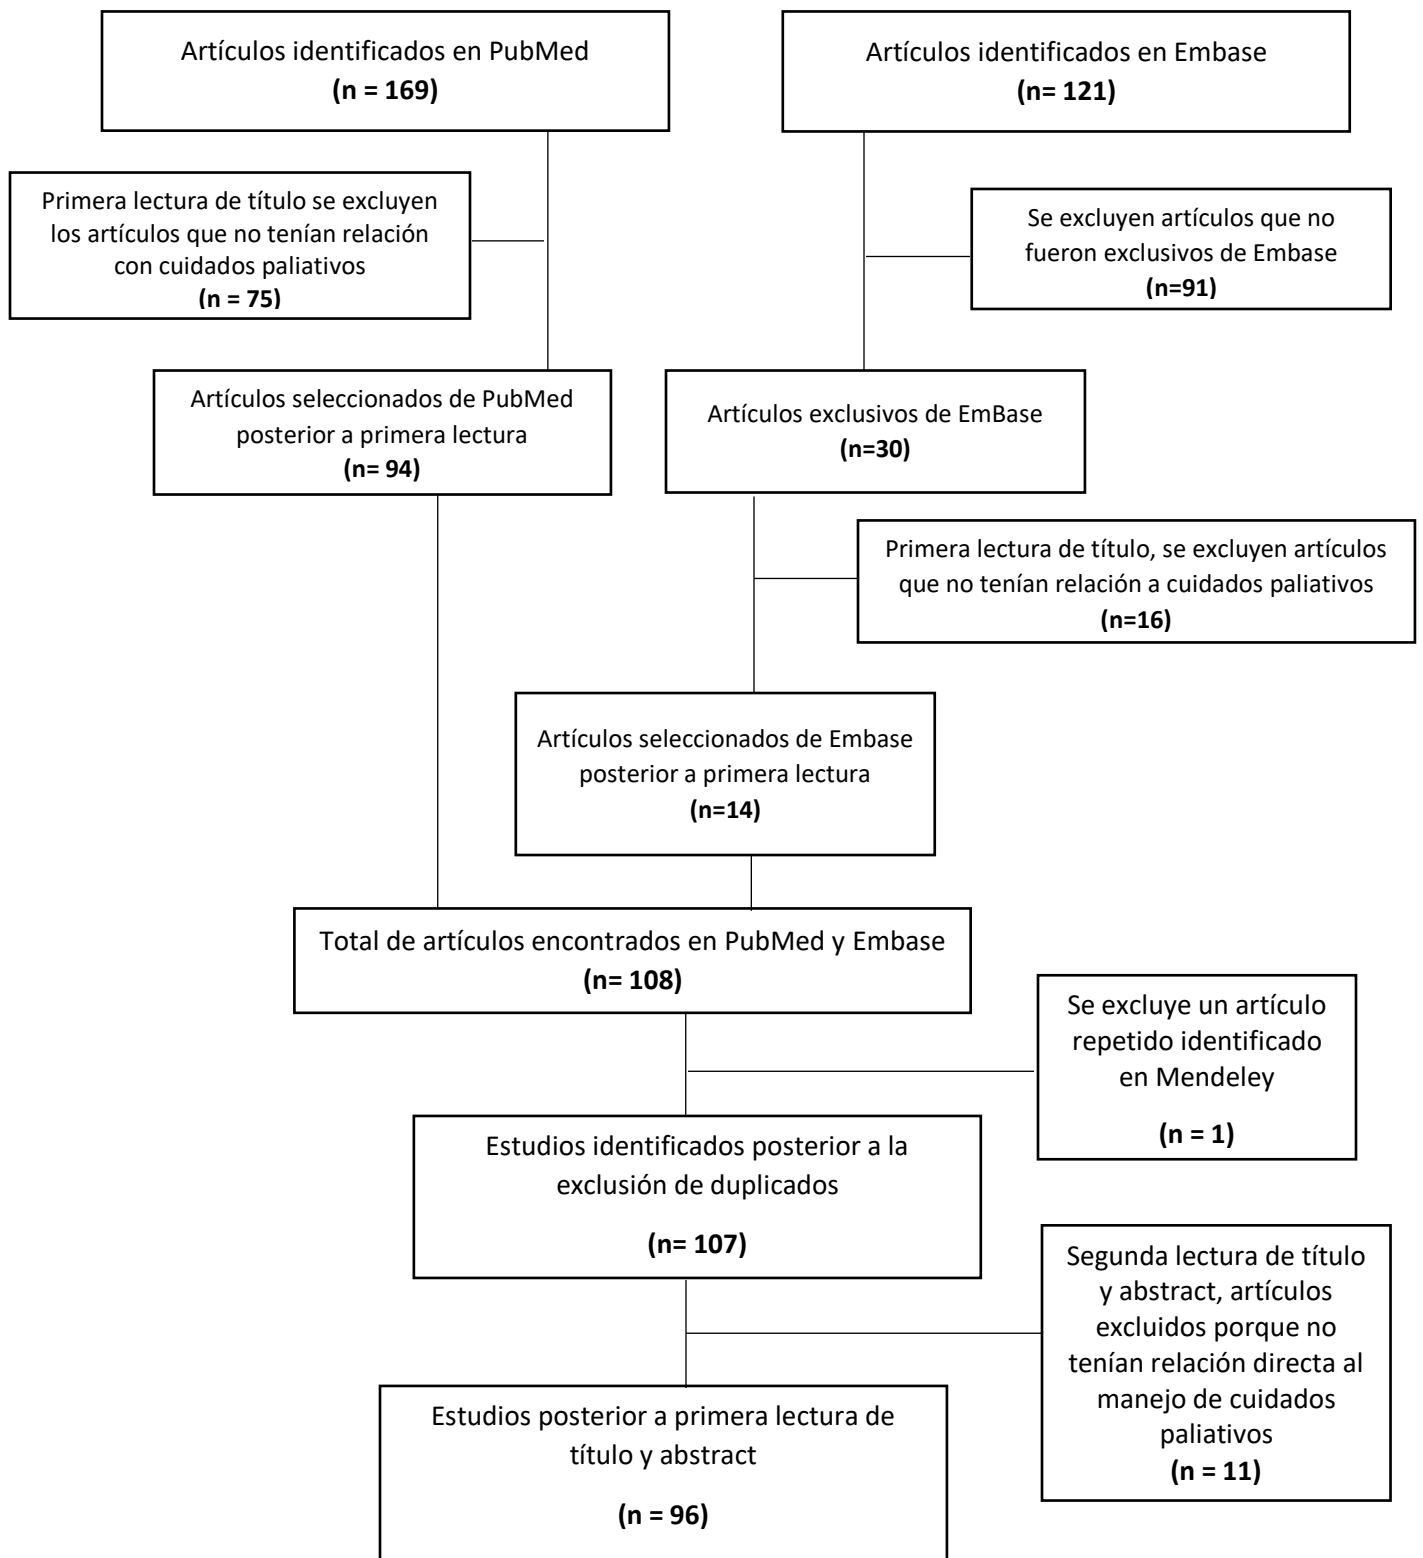 Artículos identificados en PubMed
(n = 169)
Artículos identificados en Embase
(n= 121)
Primera lectura de título se excluyen
los artículos que no tenían relación
con cuidados paliativos
(n = 75)
Se excluyen artículos que no
fueron exclusivos de Embase
(n=91)
Artículos seleccionados de PubMed
posterior a primera lectura
(n= 94)
Artículos exclusivos de EmBase
(n=30)
Primera lectura de título, se excluyen artículos
que no tenían relación a cuidados paliativos
(n=16)
Artículos seleccionados de Embase
posterior a primera lectura
(n=14)
Total de artículos encontrados en PubMed y Embase
(n= 108)
Se excluye un artículo
repetido identificado
en Mendeley
(n = 1)
Estudios identificados posterior a la
exclusión de duplicados
(n= 107)
Segunda lectura de título
y abstract, artículos
excluidos porque no
tenían relación directa al
manejo de cuidados
paliativos
(n = 11)
Estudios posterior a primera lectura de
título y abstract
(n = 96)